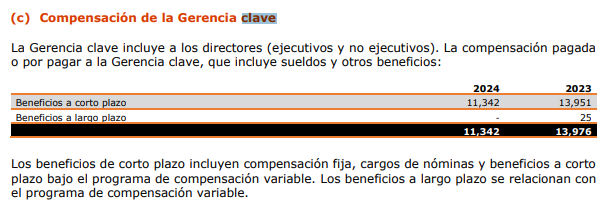 (c) Compensación de la Gerencia clave
La Gerencia clave incluye a los directores (ejecutivos y no ejecutivos). La compensación pagada
o por pagar a la Gerencia clave, que incluye sueldos y otros beneficios:
2024 2023
Beneficios a corto plazo 11,342 13,951
Beneficios a largo plazo - 25
11,342 13,976
Los beneficios de corto plazo incluyen compensación fija, cargos de nóminas y beneficios a corto
plazo bajo el programa de compensación variable. Los beneficios a largo plazo se relacionan con
el programa de compensación variable.